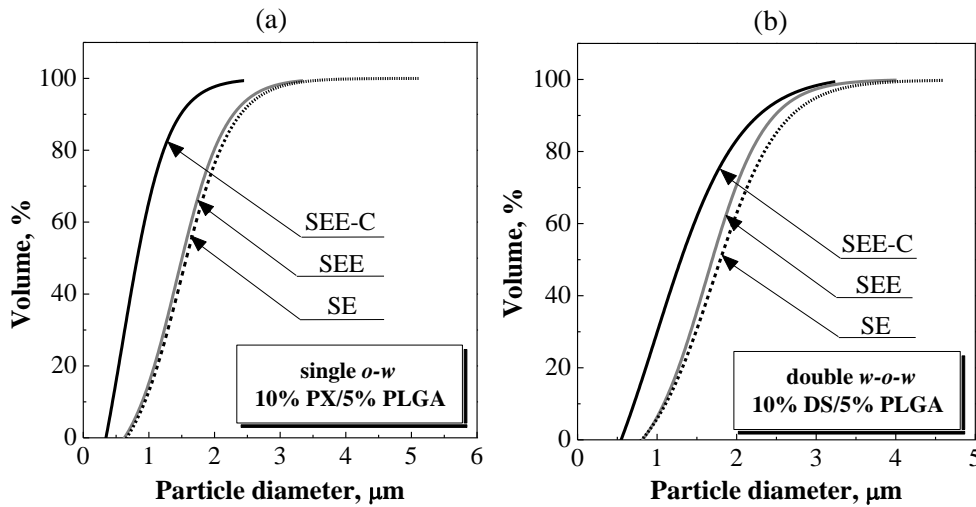 (a)
100
80
60
40
20
0
Volume, %
SEE-C
SEE
SE
single o-w
10% PX/5% PLGA
0 1 2 3 4 5 6
Particle diameter, μm
(b)
100
80
60
40
20
0
Volume, %
SEE-C
SEE
SE
double w-o-w
10% DS/5% PLGA
0 1 2 3 4 5
Particle diameter, μm